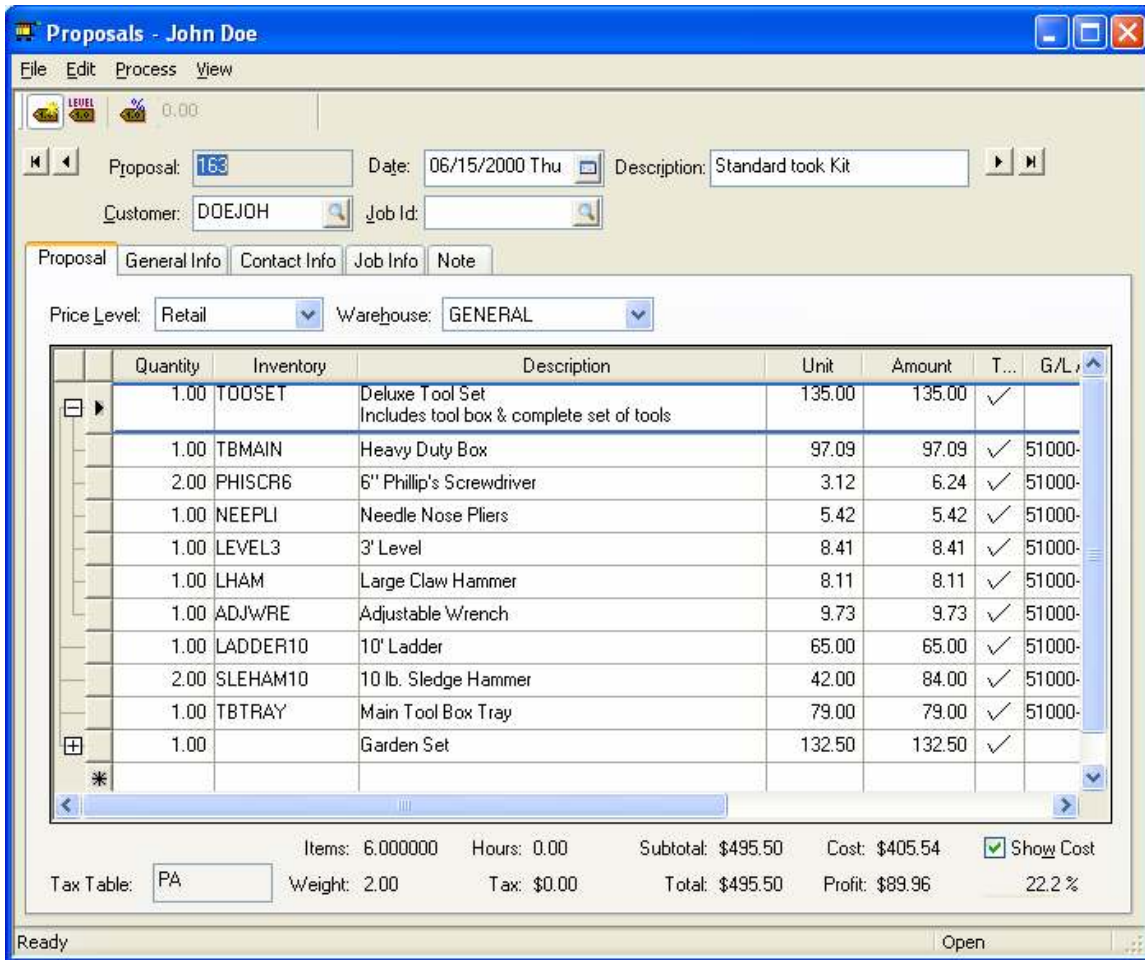 Proposals - John Doe
File Edit Process View
LEVEL % 0.00
Proposal: 163 Date: 06/15/2000 Thu Description: Standard took Kit
Customer: DOEJOH Job Id:
Proposal General Info Contact Info Job Info Note
Price Level: Retail Warehouse: GENERAL
Quantity Inventory Description Unit Amount T... G/L
1.00 TOOSET Deluxe Tool Set 135.00 135.00
Includes tool box & complete set of tools
1.00 TBMAIN Heavy Duty Box 97.09 97.09 51000-
2.00 PHISCR6 6" Phillip's Screwdriver 3.12 6.24 51000-
1.00 NEEPLI Needle Nose Pliers 5.42 5.42 51000-
1.00 LEVEL3 3' Level 8.41 8.41 51000-
1.00 LHAM Large Claw Hammer 8.11 8.11 51000-
1.00 ADJWRE Adjustable Wrench 9.73 9.73 51000-
1.00 LADDER10 10' Ladder 65.00 65.00 51000-
2.00 SLEHAM10 10 lb. Sledge Hammer 42.00 84.00 51000-
1.00 TBTRAY Main Tool Box Tray 79.00 79.00 51000-
1.00 Garden Set 132.50 132.50
Items: 6.000000 Hours: 0.00 Subtotal: $495.50 Cost: $405.54 Show Cost
Tax Table: PA Weight: 2.00 Tax: $0.00 Total: $495.50 Profit: $89.96 22.2 %
Ready Open